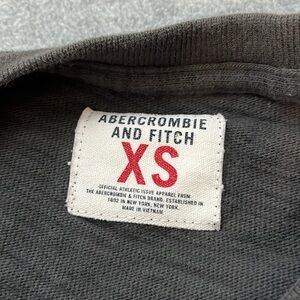 ABERCROMBIE
AND FITCH
XS
OFFICIAL ATHLETIC ISSUE APPAREL FROM
THE ABERCROMBIE & FITCH BRAND. ESTABLISHED IN
1892 IN NEW YORK, NEW YORK.
MADE IN VIETNAM